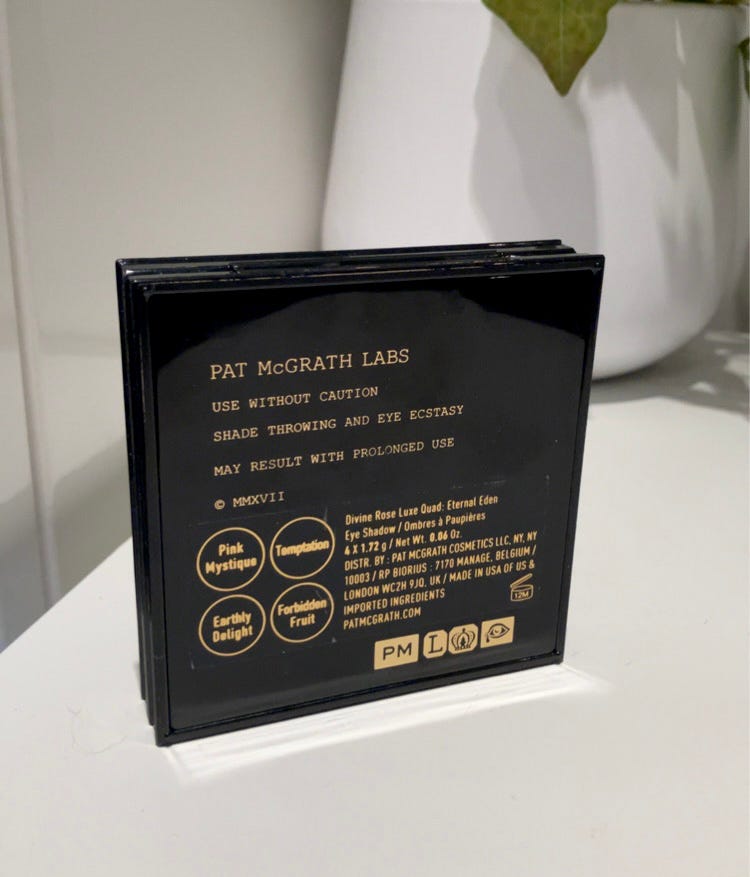 PAT McGRATH LABS
USE WITHOUT CAUTION
SHADE THROWING AND EYE ECSTASY
MAY RESULT WITH PROLONGED USE
© MMXVII
Pink
Mystique
Temptation
Earthly
Delight
Forbidden
Fruit
Divine Rose Luxe Quad: Eternal Eden
Eye Shadow / Ombres à Paupières
4 X 1.72 g / Net Wt. 0.06 Oz.
DISTR. BY : PAT MCGRATH COSMETICS LLC, NY, NY
10003 / RP BIORIUS : 7170 MANAGE, BELGIUM /
LONDON WC2H 9JQ, UK / MADE IN USA OF US &
IMPORTED INGREDIENTS
PATMCGRATH.COM
12M
PM L